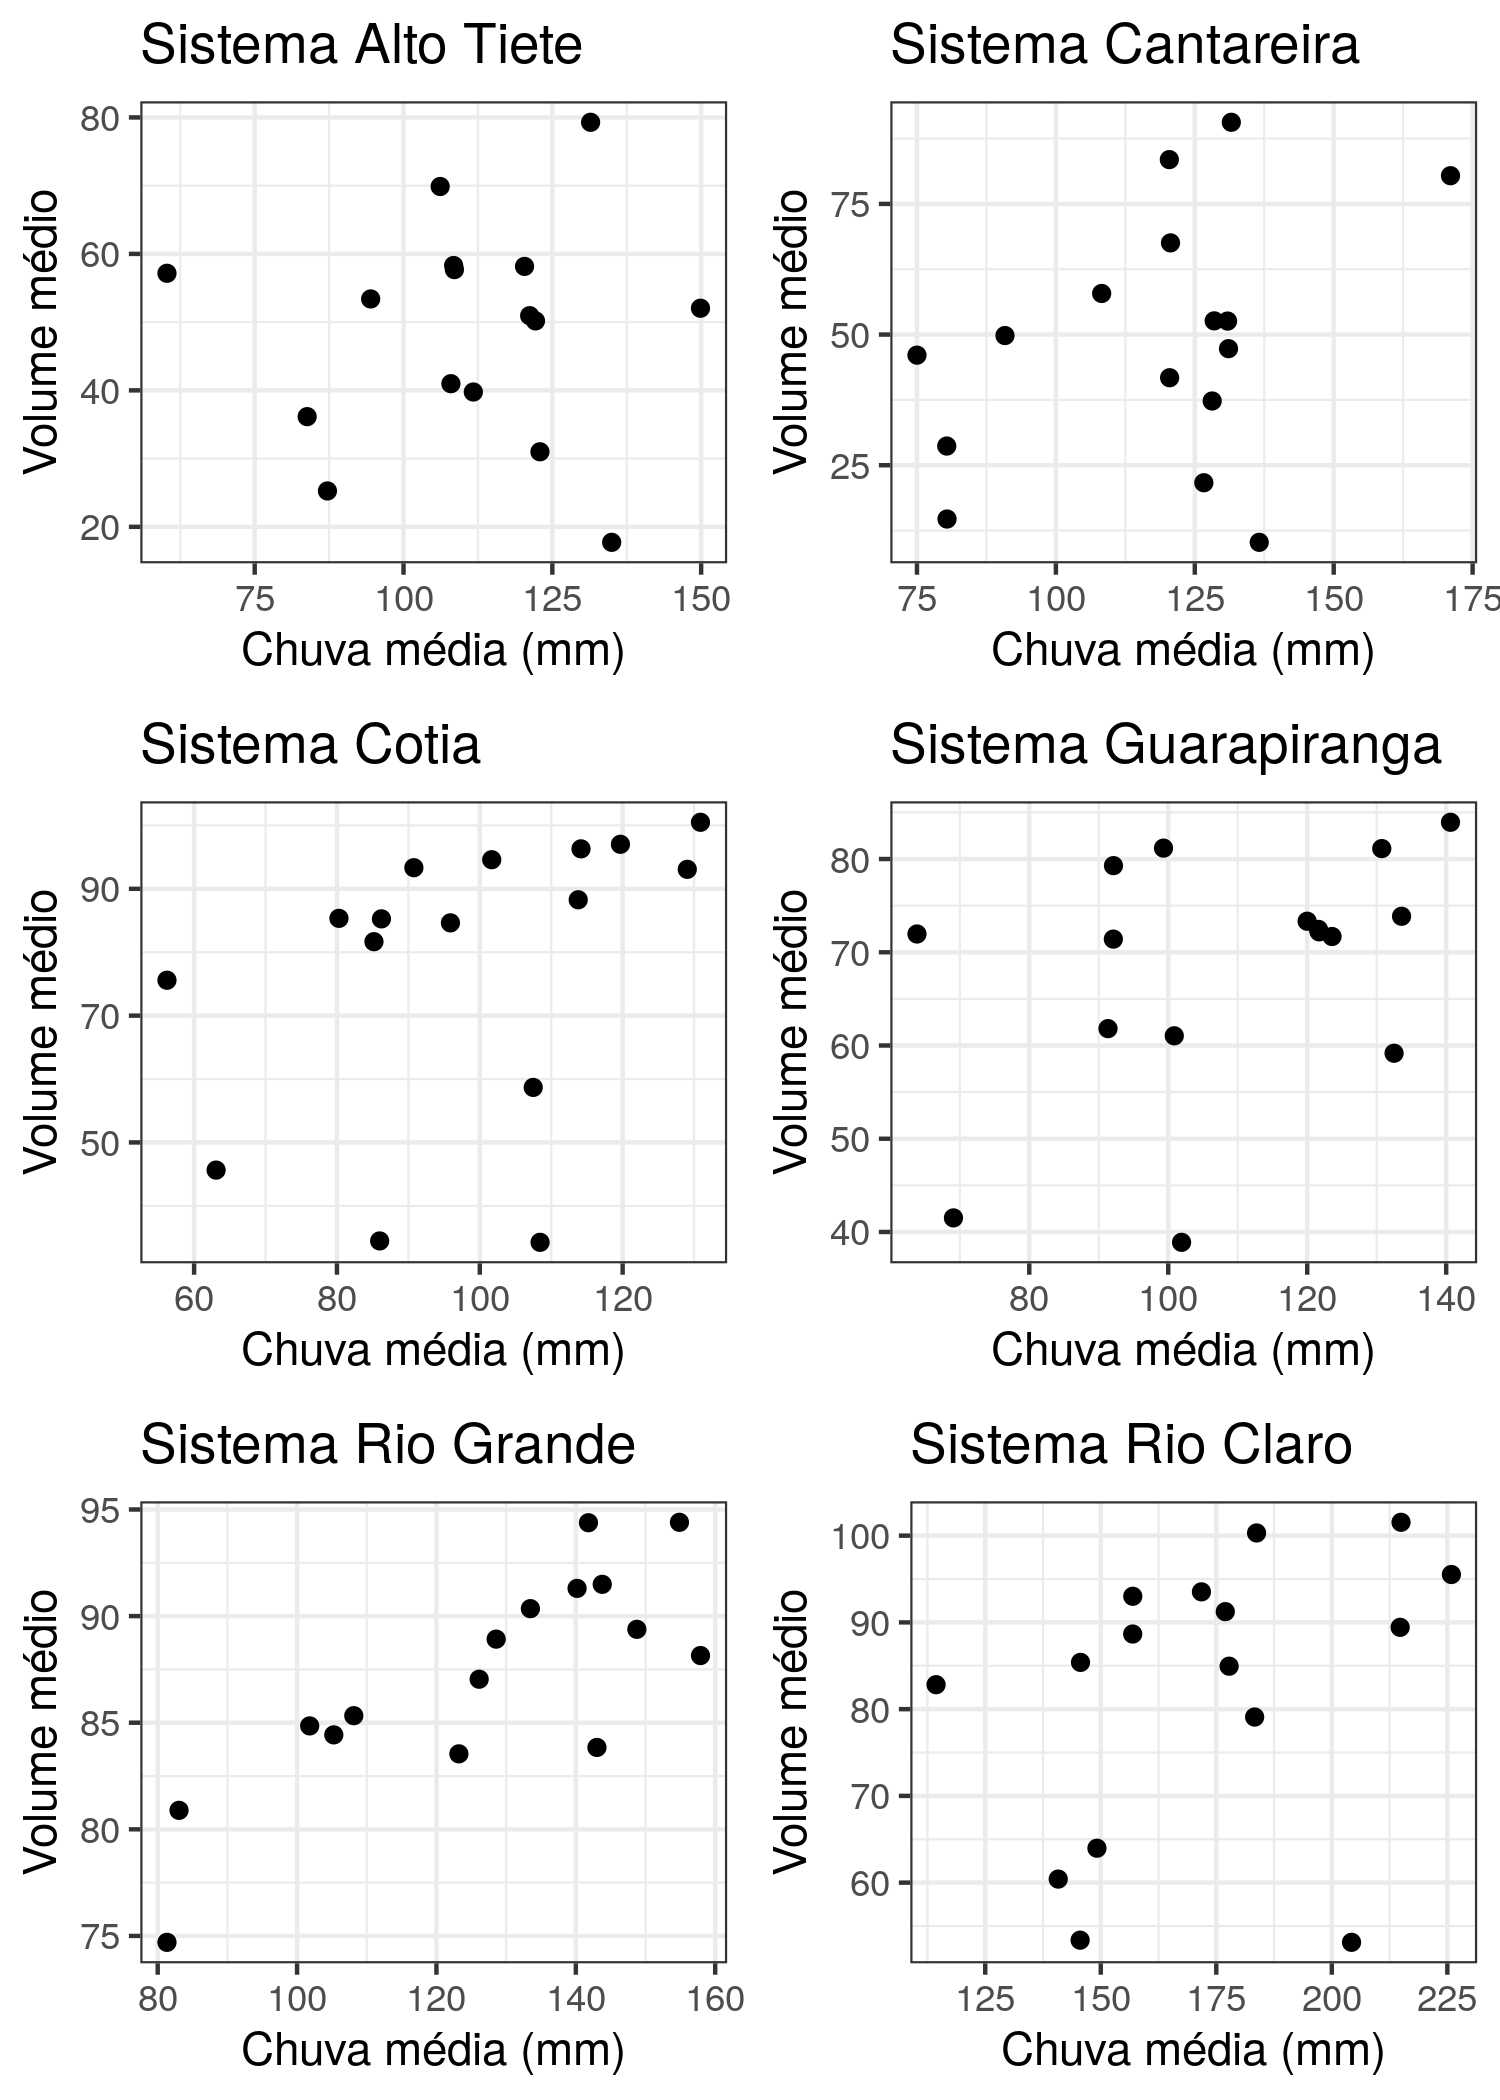 Sistema Alto Tiete
Volume médio
80
60
40
20
75 100 125 150
Chuva média (mm)
Sistema Cantareira
Volume médio
75
50
25
75 100 125 150 175
Chuva média (mm)
Sistema Cotia
Volume médio
90
70
50
60 80 100 120
Chuva média (mm)
Sistema Guarapiranga
Volume médio
80
70
60
50
40
80 100 120 140
Chuva média (mm)
Sistema Rio Grande
Volume médio
95
90
85
80
75
80 100 120 140 160
Chuva média (mm)
Sistema Rio Claro
Volume médio
100
90
80
70
60
125 150 175 200 225
Chuva média (mm)